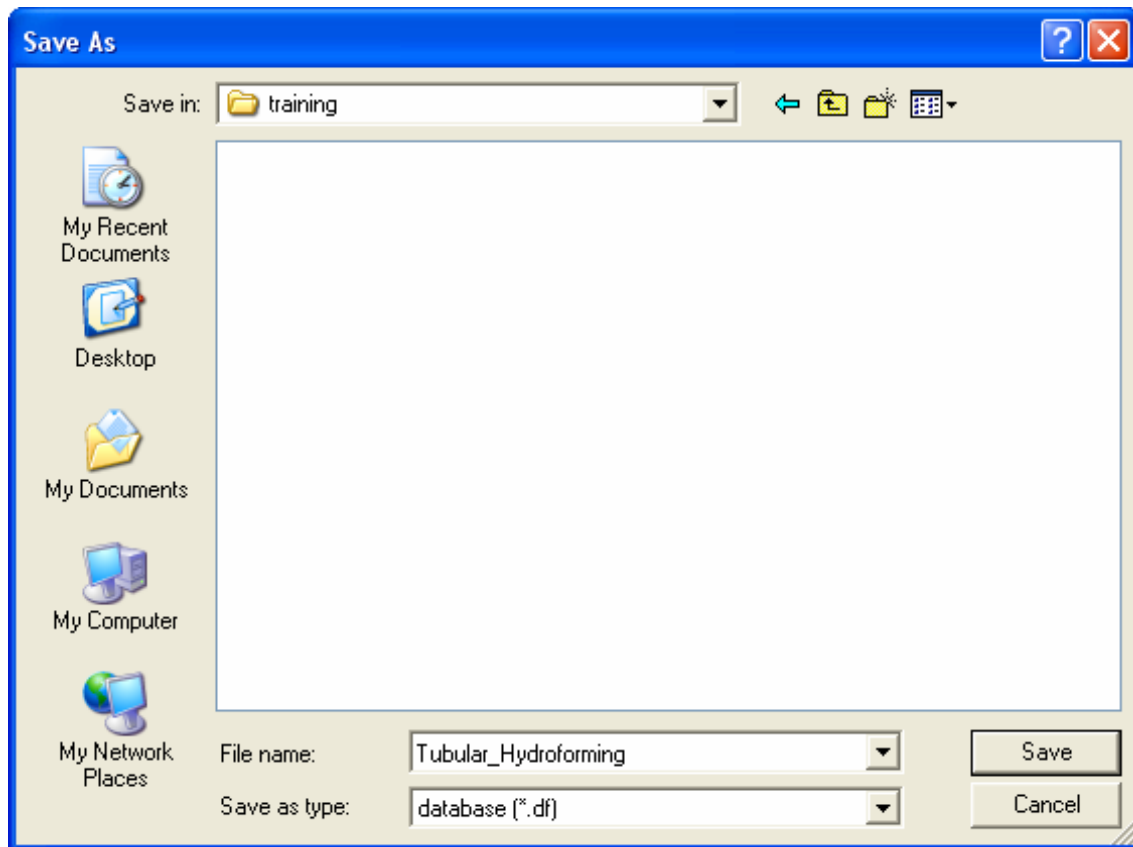 Save As
Save in: training
My Recent
Documents
Desktop
My Documents
My Computer
My Network
Places
File name: Tubular_Hydroforming Save
Save as type: database (*.df) Cancel